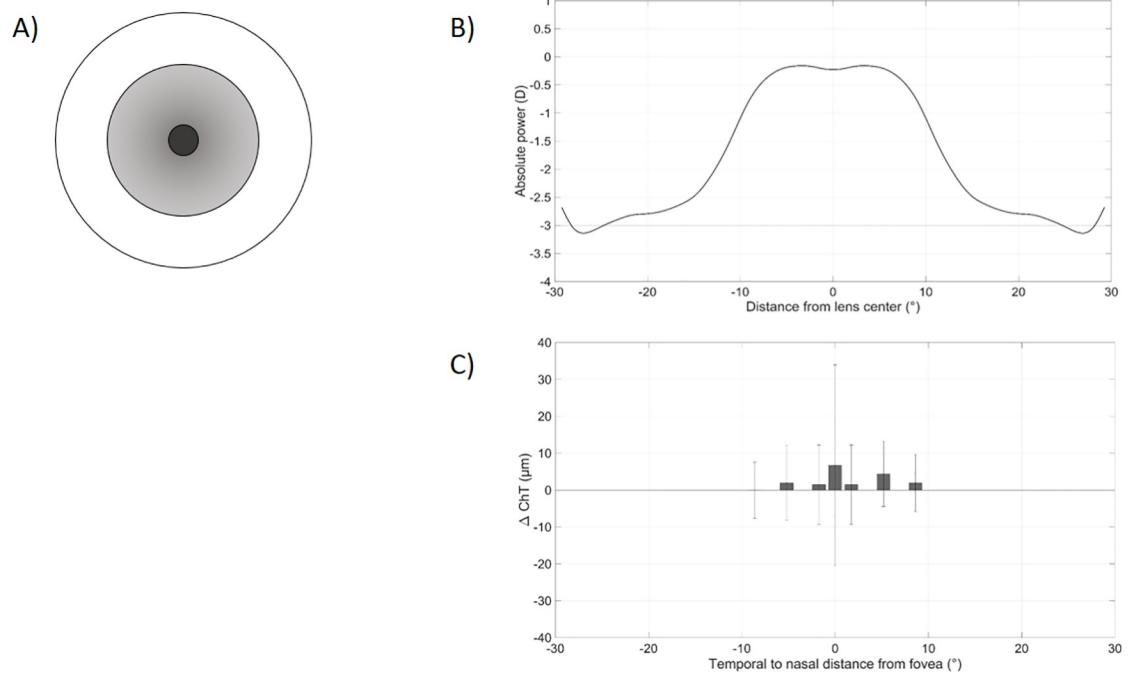 A)
B)
1
0.5
0
-0.5
-1
-1.5
-2
-2.5
-3
-3.5
-4
Absolute power (D)
-30 -20 -10 0 10 20 30
Distance from lens center (°)
C)
40
30
20
10
0
-10
-20
-30
-40
Δ ChT (µm)
-30 -20 -10 0 10 20 30
Temporal to nasal distance from fovea (°)